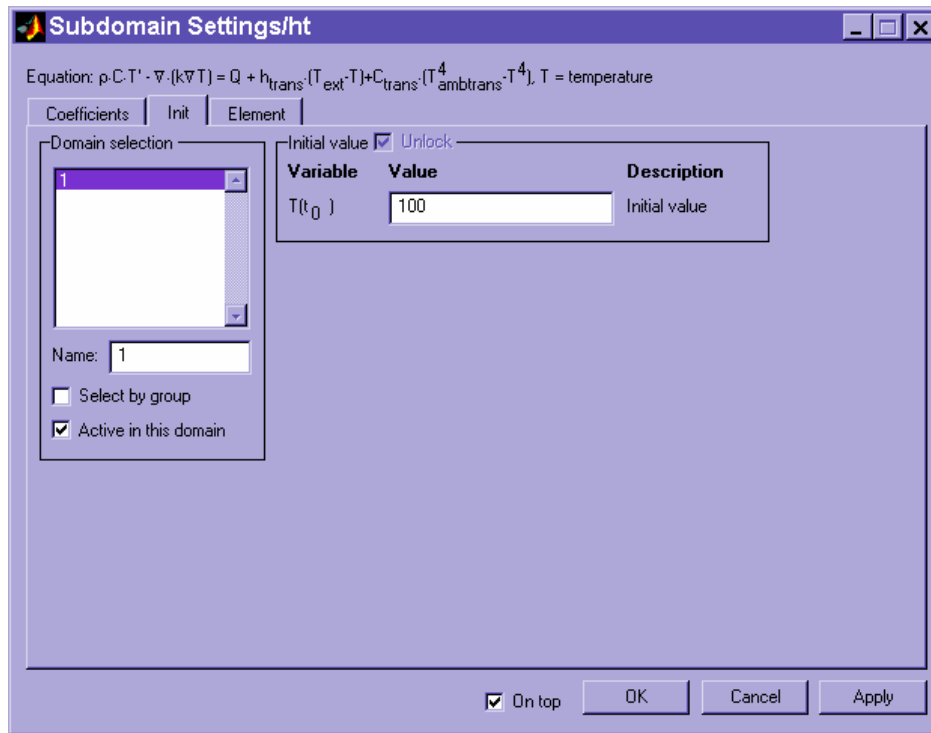 Subdomain Settings/ht
Equation: ρ·C·T' - ∇·(k∇T) = Q + h_trans·(T_ext-T)+C_trans·(T^4_ambtrans-T^4), T = temperature
Coefficients Init Element
Domain selection
1
Name: 1
Select by group
Active in this domain
Initial value Unlock
Variable Value Description
T(t_0 ) 100 Initial value
On top OK Cancel Apply